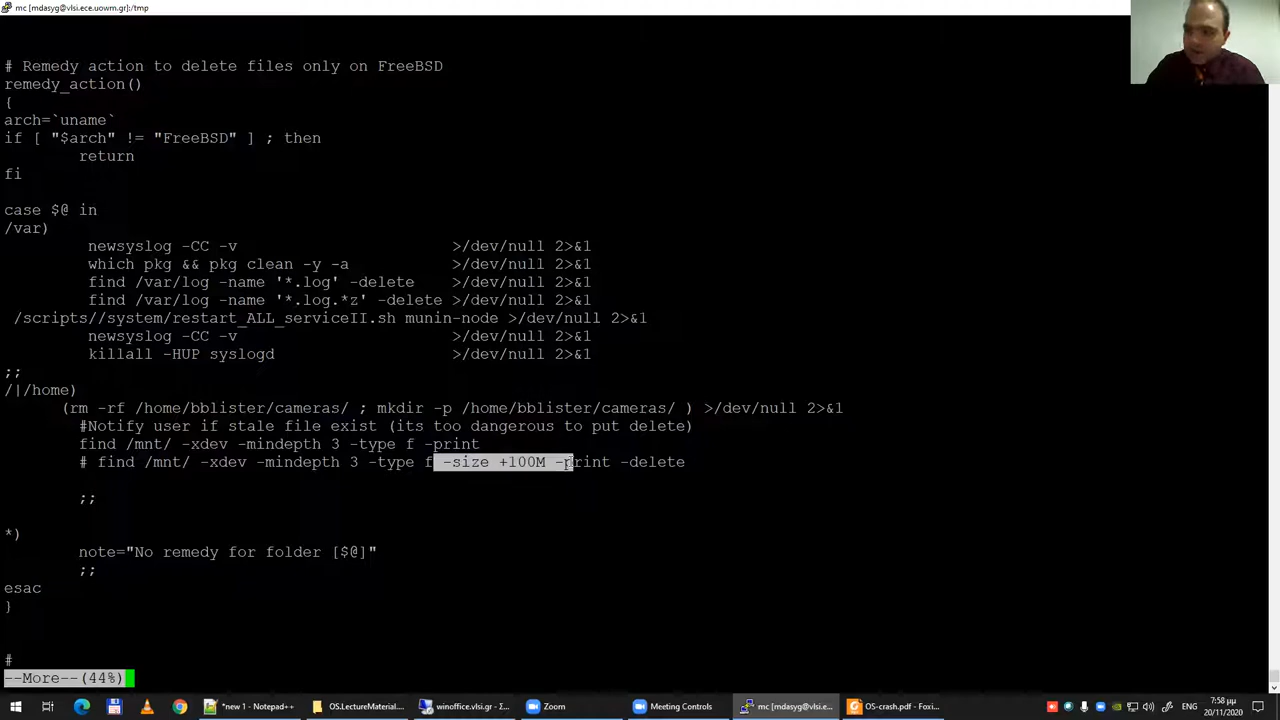 mc [mdasyg@vlsi.ece.uowm.gr]:/tmp
# Remedy action to delete files only on FreeBSD
remedy_action()
{
arch=`uname`
if [ "$arch" != "FreeBSD" ] ; then
return
fi
case $@ in
/var)
newsyslog -CC -v >/dev/null 2>&1
which pkg && pkg clean -y -a >/dev/null 2>&1
find /var/log -name '*.log' -delete >/dev/null 2>&1
find /var/log -name '*.log.*z' -delete >/dev/null 2>&1
/scripts//system/restart_ALL_serviceII.sh munin-node >/dev/null 2>&1
newsyslog -CC -v >/dev/null 2>&1
killall -HUP syslogd >/dev/null 2>&1
;;
/|/home)
(rm -rf /home/bblister/cameras/ ; mkdir -p /home/bblister/cameras/ ) >/dev/null 2>&1
#Notify user if stale file exist (its too dangerous to put delete)
find /mnt/ -xdev -mindepth 3 -type f -print
# find /mnt/ -xdev -mindepth 3 -type f -size +100M -print -delete
;;
*)
note="No remedy for folder [$@]"
;;
esac
}
#
--More--(44%)
*new 1 - Notepad++
OS.LectureMaterial...
winoffice.vlsi.gr - ...
Zoom
Meeting Controls
mc [mdasyg@vlsi.e...
OS-crash.pdf - Foxi...
ENG
7:58 μμ
20/11/2020